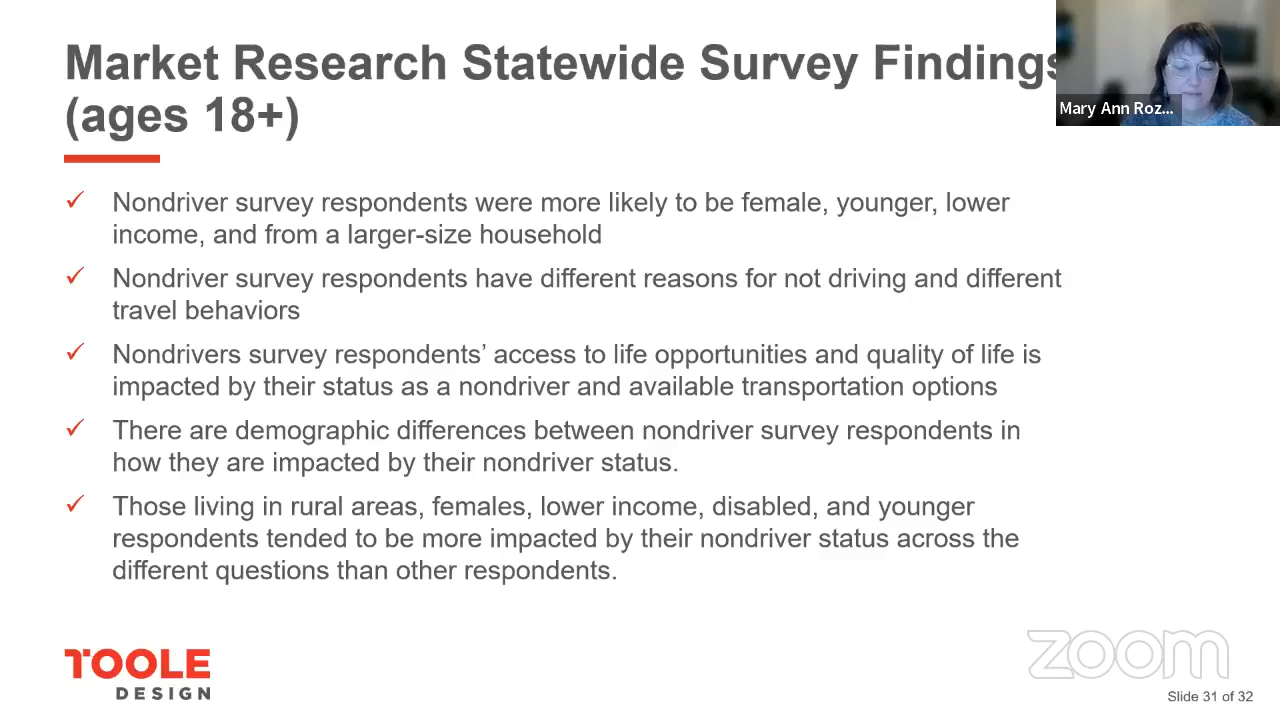 Market Research Statewide Survey Findings
(ages 18+)
Mary Ann Roz...
✓ Nondriver survey respondents were more likely to be female, younger, lower
income, and from a larger-size household
✓ Nondriver survey respondents have different reasons for not driving and different
travel behaviors
✓ Nondrivers survey respondents’ access to life opportunities and quality of life is
impacted by their status as a nondriver and available transportation options
✓ There are demographic differences between nondriver survey respondents in
how they are impacted by their nondriver status.
✓ Those living in rural areas, females, lower income, disabled, and younger
respondents tended to be more impacted by their nondriver status across the
different questions than other respondents.
TOOLE
DESIGN
zoom
Slide 31 of 32